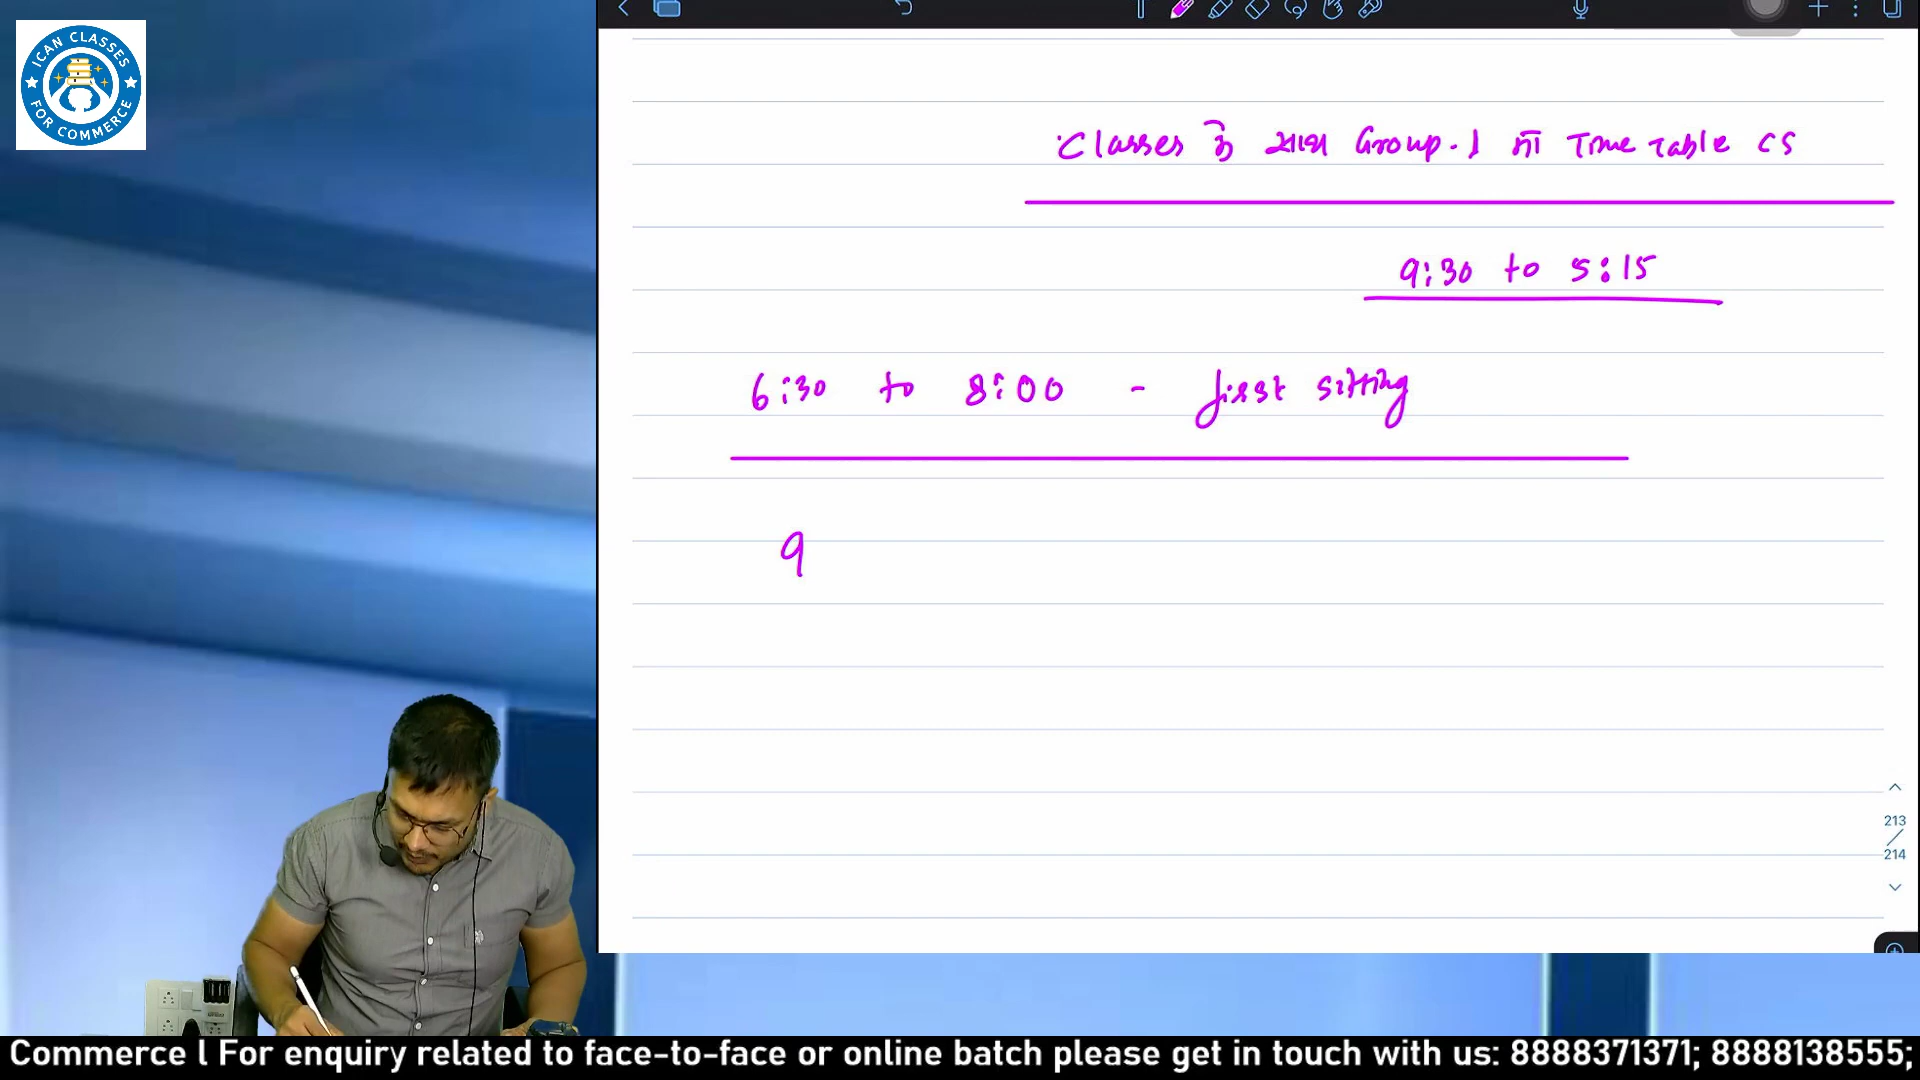 ICAN CLASSES
FOR COMMERCE
Classes के साथ Group-1 का Time Table CS
9:30 to 5:15
6:30 to 8:00 - first sitting
9
213
214
Commerce l For enquiry related to face-to-face or online batch please get in touch with us: 8888371371; 8888138555;